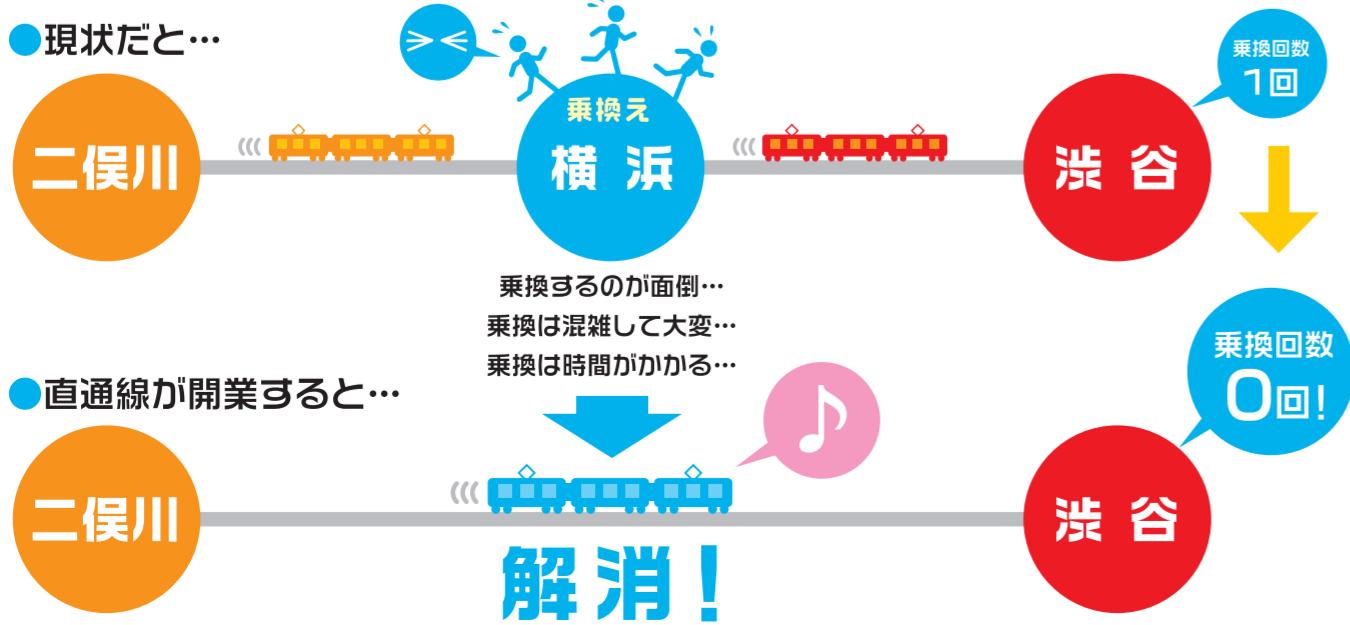 ●現状だと…
乗換回数
1回
乗換え
二俣川
横浜
渋谷
乗換するのが面倒…
乗換は混雑して大変…
乗換は時間がかかる…
乗換回数
0回!
●直通線が開業すると…
二俣川
渋谷
解消!